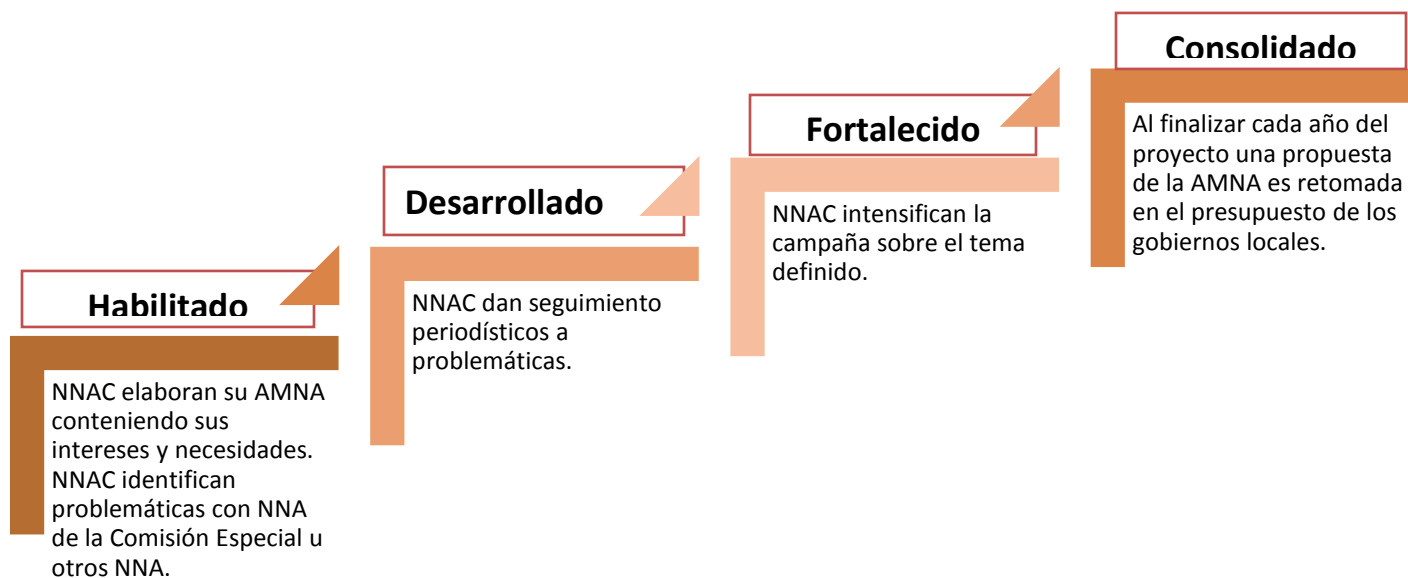 Habilitado
NNAC elaboran su AMNA
conteniendo sus
intereses y necesidades.
NNAC identifican
problemáticas con NNA
de la Comisión Especial u
otros NNA.
Desarrollado
NNAC dan seguimiento
periodísticos a
problemáticas.
Fortalecido
NNAC intensifican la
campaña sobre el tema
definido.
Consolidado
Al finalizar cada año del
proyecto una propuesta
de la AMNA es retomada
en el presupuesto de los
gobiernos locales.